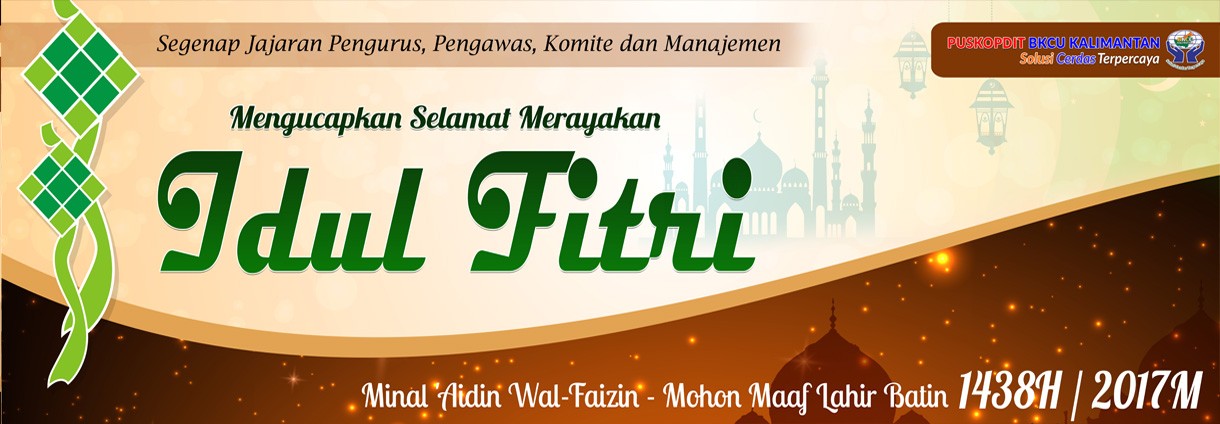 Segenap Jajaran Pengurus, Pengawas, Komite dan Manajemen
PUSKOPDIT BKCU KALIMANTAN
Solusi Cerdas Terpercaya
Mengucapkan Selamat Merayakan
Idul Fitri
Minal 'Aidin Wal-Faizin - Mohon Maaf Lahir Batin 1438H / 2017M